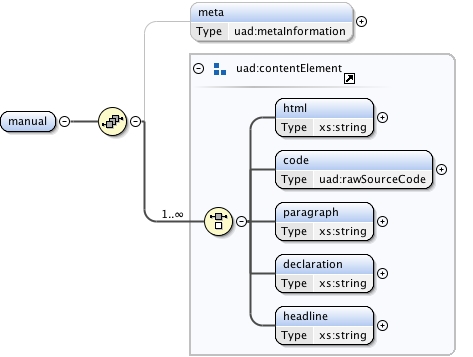 meta
Type uad:metaInformation
uad:contentElement
manual
html
Type xs:string
code
Type uad:rawSourceCode
1..∞
paragraph
Type xs:string
declaration
Type xs:string
headline
Type xs:string